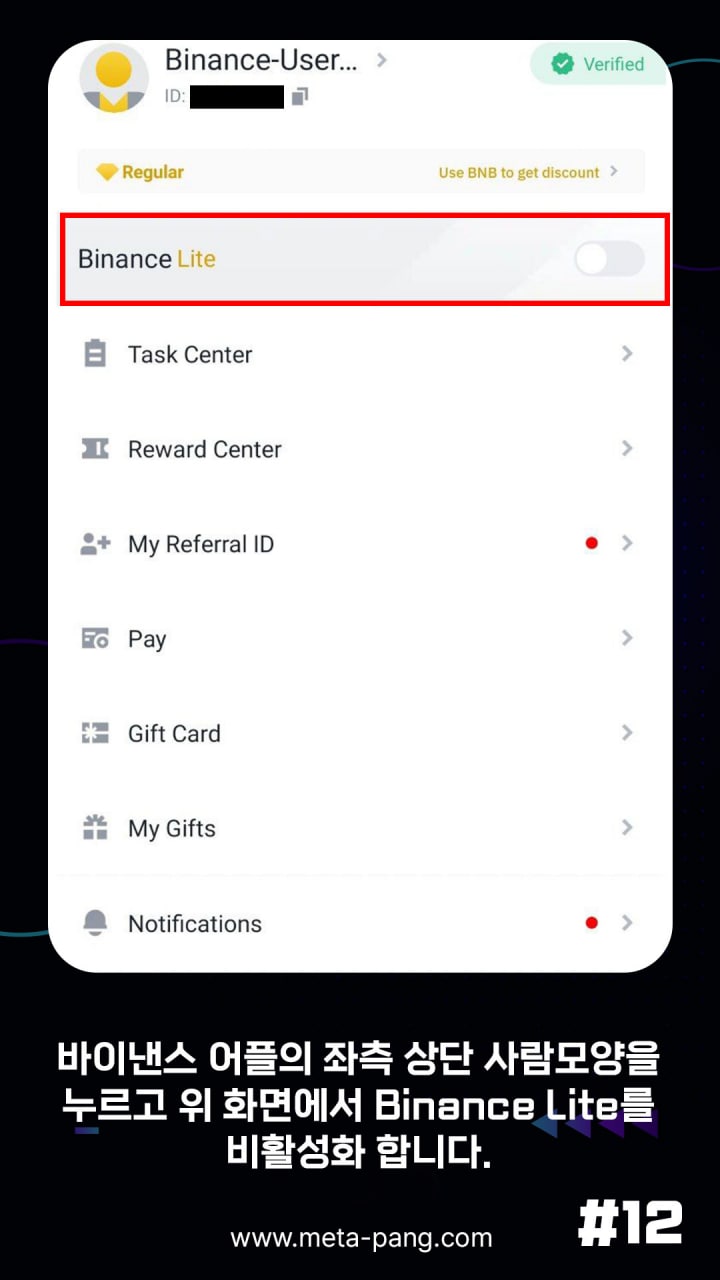 Binance-User...
Verified
ID:
Regular
Use BNB to get discount
Binance Lite
Task Center
Reward Center
My Referral ID
Pay
Gift Card
My Gifts
Notifications
바이낸스 어플의 좌측 상단 사람모양을
누르고 위 화면에서 Binance Lite를
비활성화 합니다.
#12
www.meta-pang.com